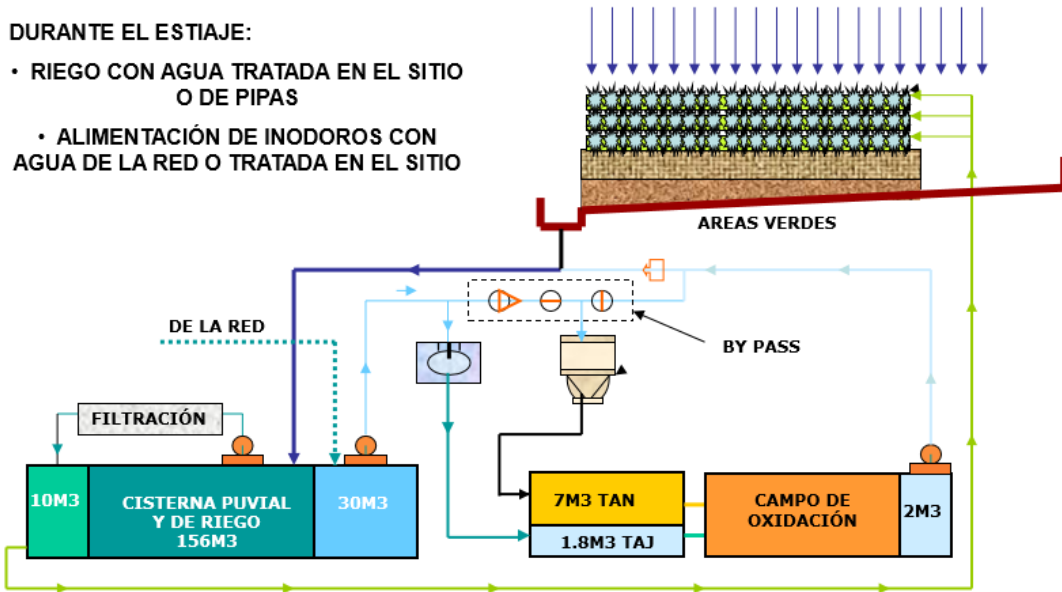 DURANTE EL ESTIAJE:
• RIEGO CON AGUA TRATADA EN EL SITIO
O DE PIPAS
• ALIMENTACIÓN DE INODOROS CON
AGUA DE LA RED O TRATADA EN EL SITIO
AREAS VERDES
DE LA RED
BY PASS
FILTRACIÓN
10M3
CISTERNA PUVIAL
Y DE RIEGO
156M3
30M3
7M3 TAN
1.8M3 TAJ
CAMPO DE
OXIDACIÓN
2M3